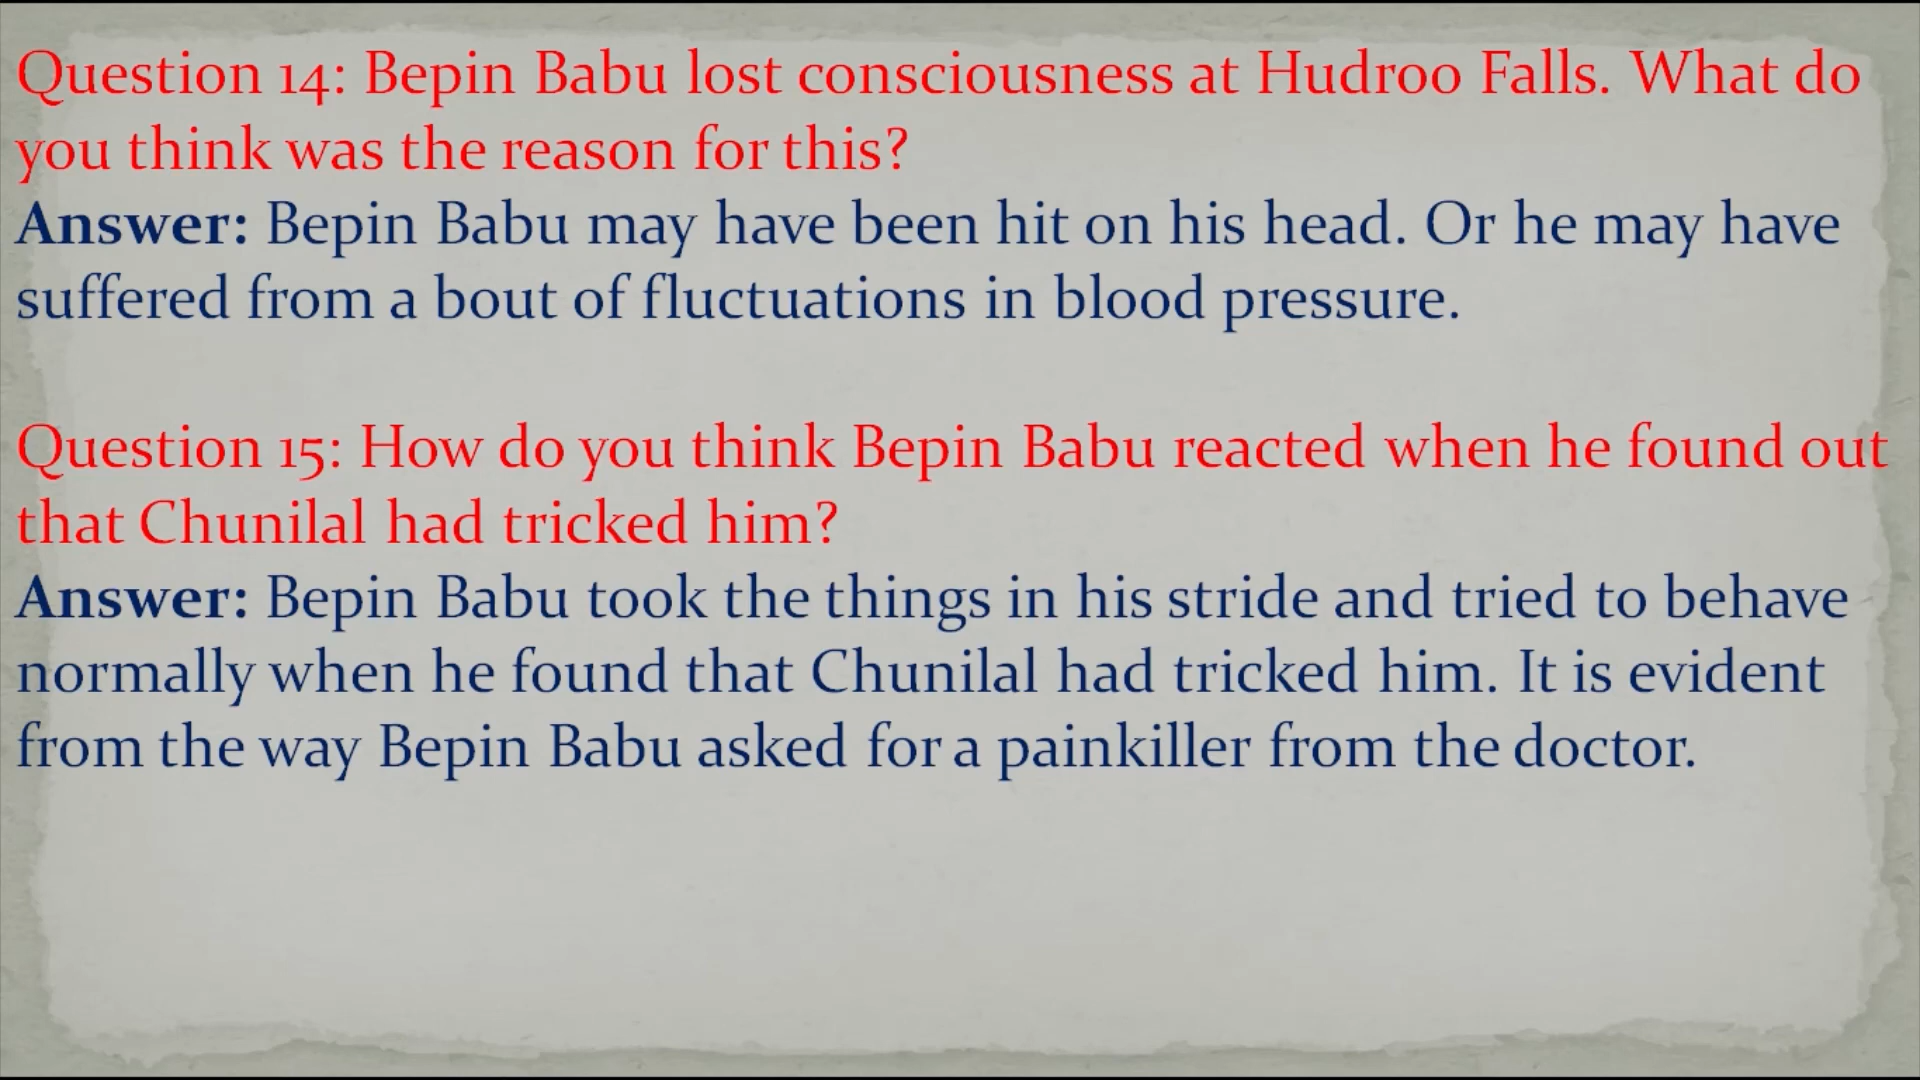 Question 14: Bepin Babu lost consciousness at Hudroo Falls. What do
you think was the reason for this?
Answer: Bepin Babu may have been hit on his head. Or he may have
suffered from a bout of fluctuations in blood pressure.
Question 15: How do you think Bepin Babu reacted when he found out
that Chunilal had tricked him?
Answer: Bepin Babu took the things in his stride and tried to behave
normally when he found that Chunilal had tricked him. It is evident
from the way Bepin Babu asked for a painkiller from the doctor.